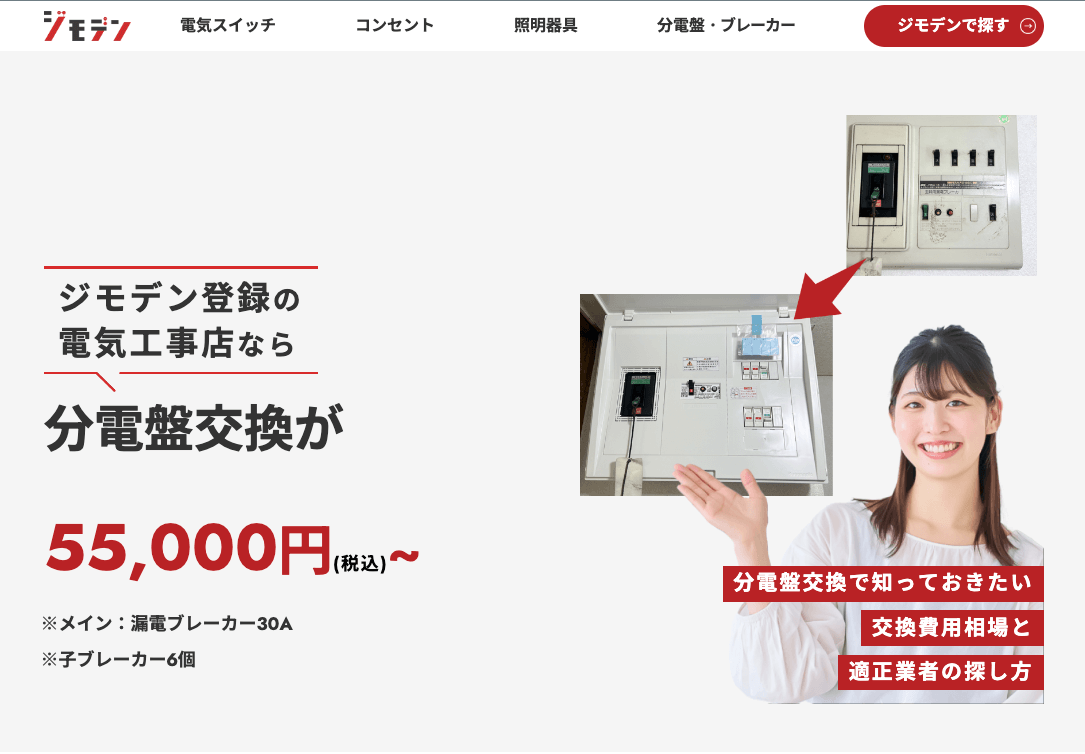 ジモデン
電気スイッチ
コンセント
照明器具
分電盤・ブレーカー
ジモデンで探す
ジモデン登録の
電気工事店なら
分電盤交換が
55,000円(税込)~
※メイン：漏電ブレーカー30A
※子ブレーカー6個
分電盤交換で知っておきたい
交換費用相場と
適正業者の探し方